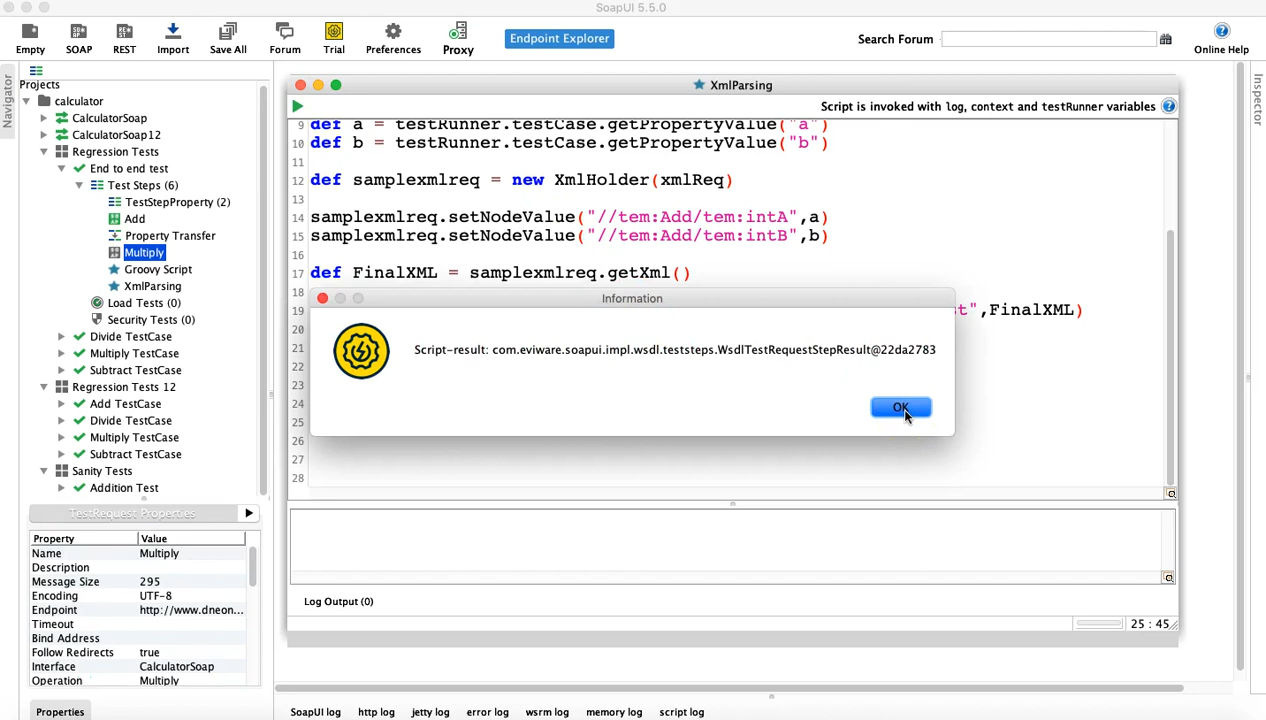 SoapUI 5.5.0
Empty
SOAP
REST
Import
Save All
Forum
Trial
Preferences
Proxy
Endpoint Explorer
Search Forum
Online Help
Navigator
Projects
calculator
CalculatorSoap
CalculatorSoap12
Regression Tests
End to end test
Test Steps (6)
TestStepProperty (2)
Add
Property Transfer
Multiply
Groovy Script
XmlParsing
Load Tests (0)
Security Tests (0)
Divide TestCase
Multiply TestCase
Subtract TestCase
Regression Tests 12
Add TestCase
Divide TestCase
Multiply TestCase
Subtract TestCase
Sanity Tests
Addition Test
TestRequest Properties
Property Value
Name Multiply
Description
Message Size 295
Encoding UTF-8
Endpoint http://www.dneon...
Timeout
Bind Address
Follow Redirects true
Interface CalculatorSoap
Operation Multiply
Properties
XmlParsing
Script is invoked with log, context and testRunner variables
9 def a = testRunner.testCase.getPropertyValue("a")
10 def b = testRunner.testCase.getPropertyValue("b")
11
12 def samplexmlreq = new XmlHolder(xmlReq)
13
14 samplexmlreq.setNodeValue("//tem:Add/tem:intA",a)
15 samplexmlreq.setNodeValue("//tem:Add/tem:intB",b)
16
17 def FinalXML = samplexmlreq.getXml()
18
19 st",FinalXML)
20
21
22
23
24
25
26
27
28
Information
Script-result: com.eviware.soapui.impl.wsdl.teststeps.WsdlTestRequestStepResult@22da2783
OK
Log Output (0)
25 : 45
Inspector
SoapUI log
http log
jetty log
error log
wsrm log
memory log
script log